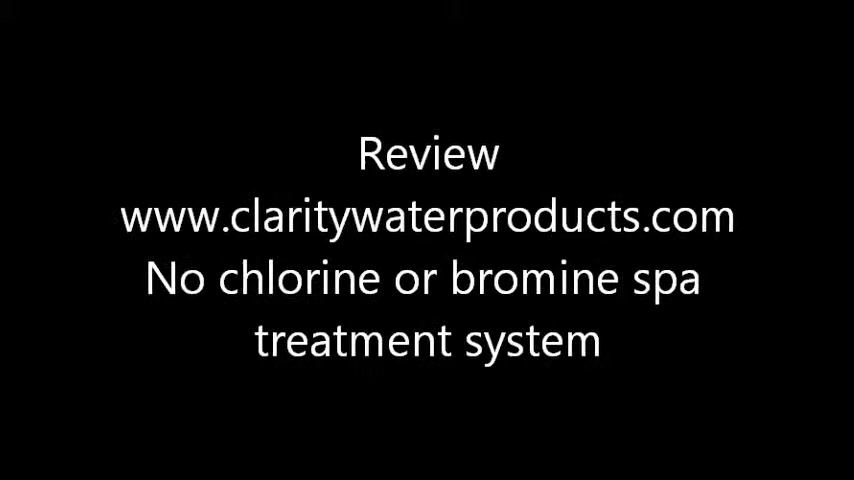 Review
www.claritywaterproducts.com
No chlorine or bromine spa
treatment system